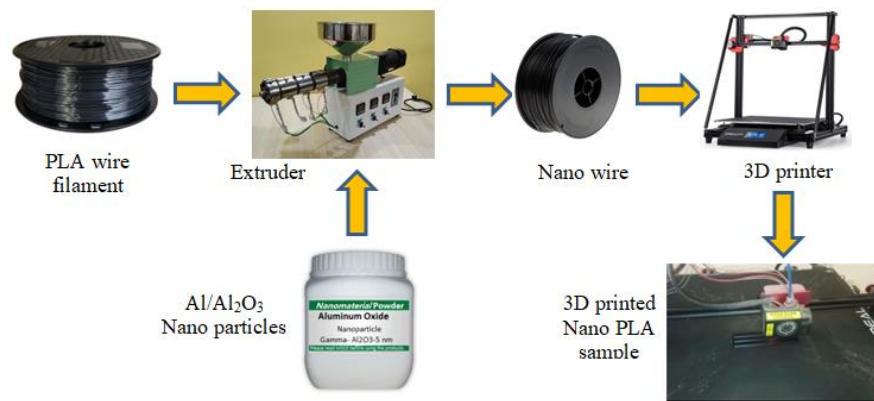 PLA wire
filament
Extruder
Nano wire
3D printer
Al/Al₂O₃
Nano particles
Nanomaterial Powder
Aluminum Oxide
Nanoparticle
Gamma- Al2O3-5 nm
3D printed
Nano PLA
sample